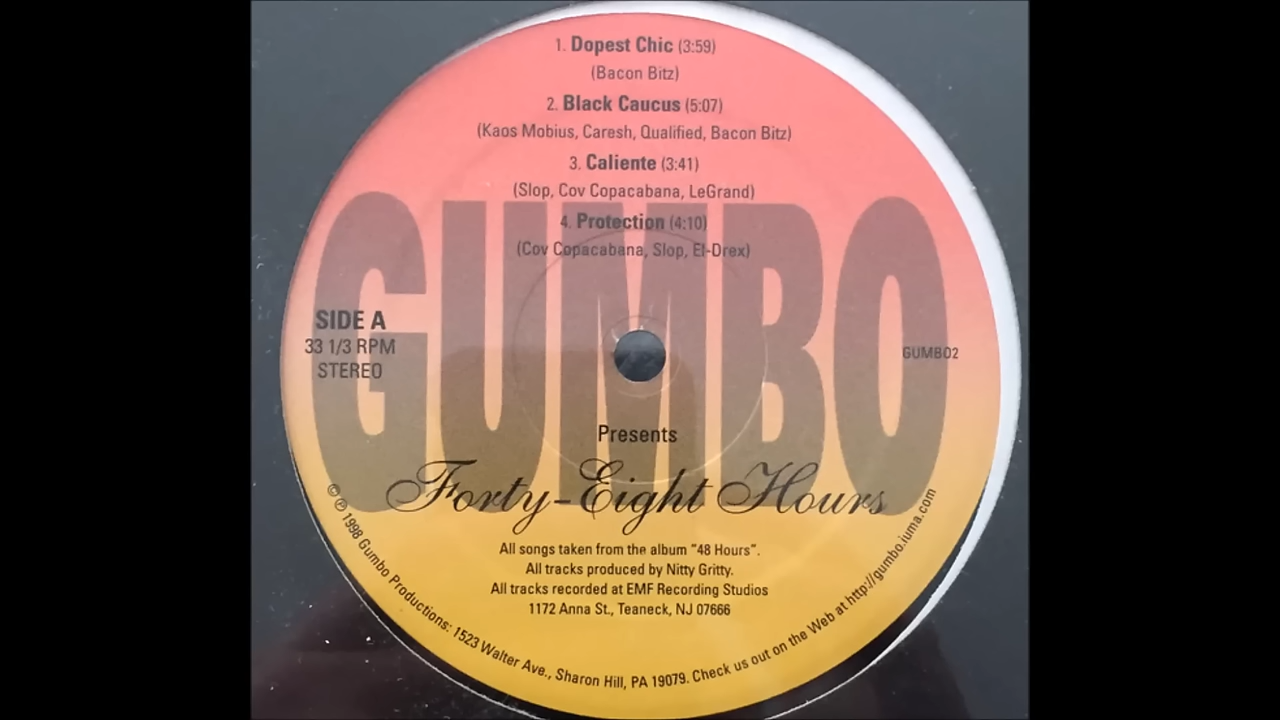 1. Dopest Chic (3:59)
(Bacon Bitz)
2. Black Caucus (5:07)
(Kaos Mobius, Caresh, Qualified, Bacon Bitz)
3. Caliente (3:41)
(Slop, Cov Copacabana, LeGrand)
4. Protection (4:10)
(Cov Copacabana, Slop, El-Drex)
GUMBO
SIDE A
33 1/3 RPM
STEREO
GUMBO2
Presents
Forty-Eight Hours
All songs taken from the album "48 Hours".
All tracks produced by Nitty Gritty.
All tracks recorded at EMF Recording Studios
1172 Anna St., Teaneck, NJ 07666
© ℗ 1998 Gumbo Productions: 1523 Walter Ave., Sharon Hill, PA 19079. Check us out on the Web at http://gumbo.iuma.com